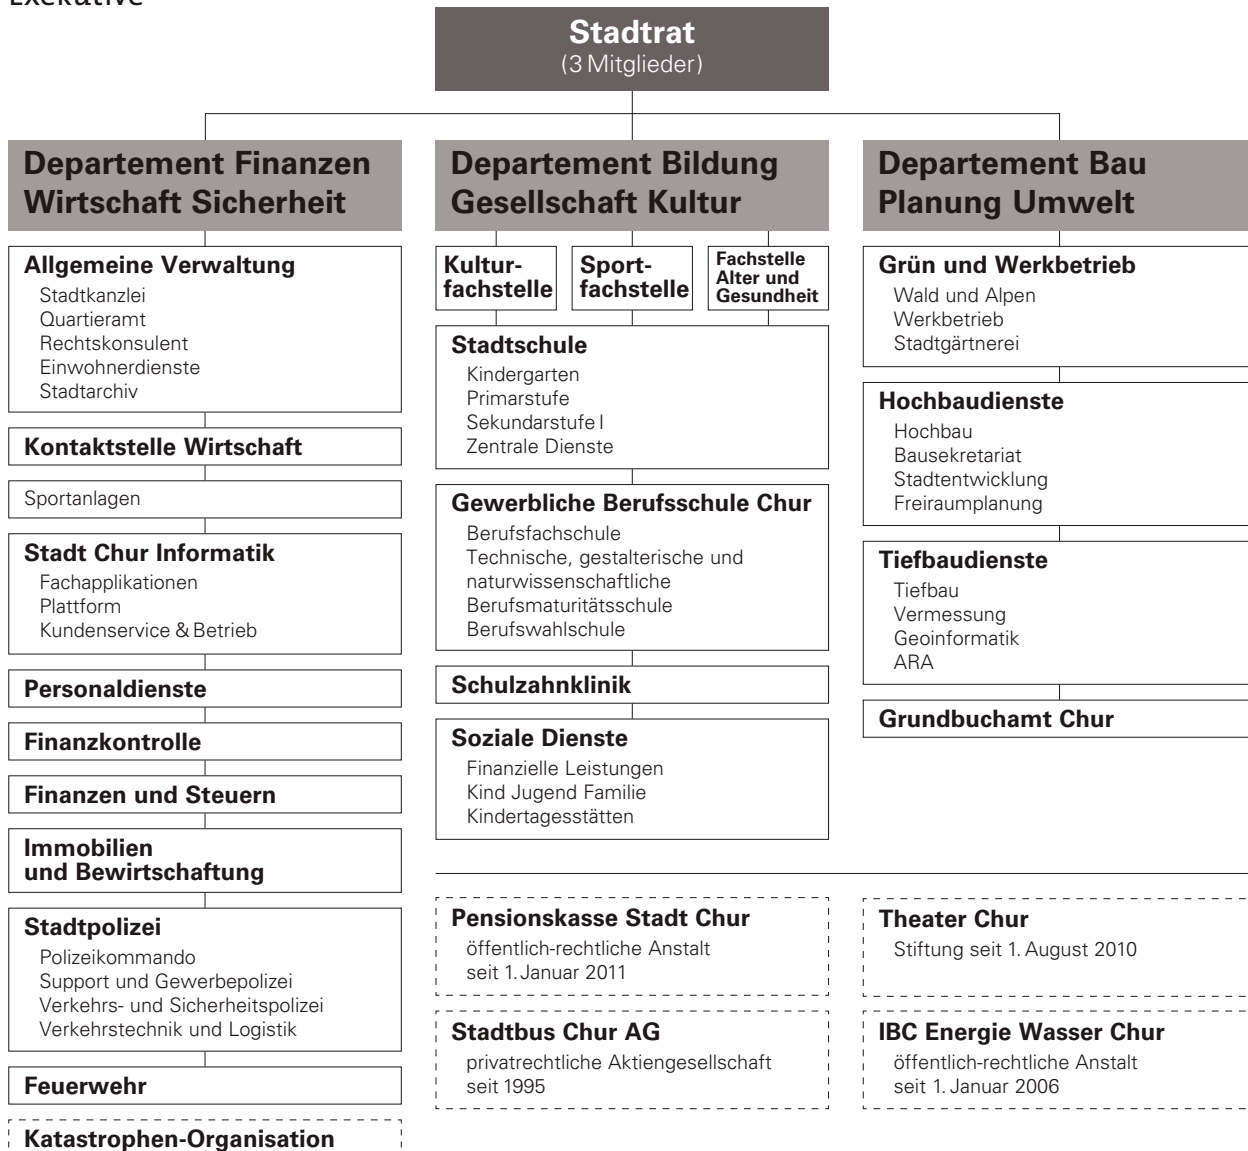 Exekutive
Stadtrat
(3 Mitglieder)
Departement Finanzen
Wirtschaft Sicherheit
Allgemeine Verwaltung
Stadtkanzlei
Quartieramt
Rechtskonsulent
Einwohnerdienste
Stadtarchiv
Kontaktstelle Wirtschaft
Sportanlagen
Stadt Chur Informatik
Fachapplikationen
Plattform
Kundenservice & Betrieb
Personaldienste
Finanzkontrolle
Finanzen und Steuern
Immobilien
und Bewirtschaftung
Stadtpolizei
Polizeikommando
Support und Gewerbepolizei
Verkehrs- und Sicherheitspolizei
Verkehrstechnik und Logistik
Feuerwehr
Katastrophen-Organisation
Departement Bildung
Gesellschaft Kultur
Kultur-
fachstelle
Sport-
fachstelle
Fachstelle
Alter und
Gesundheit
Stadtschule
Kindergarten
Primarstufe
Sekundarstufe I
Zentrale Dienste
Gewerbliche Berufsschule Chur
Berufsfachschule
Technische, gestalterische und
naturwissenschaftliche
Berufsmaturitätsschule
Berufswahlschule
Schulzahnklinik
Soziale Dienste
Finanzielle Leistungen
Kind Jugend Familie
Kindertagesstätten
Departement Bau
Planung Umwelt
Grün und Werkbetrieb
Wald und Alpen
Werkbetrieb
Stadtgärtnerei
Hochbaudienste
Hochbau
Bausekretariat
Stadtentwicklung
Freiraumplanung
Tiefbaudienste
Tiefbau
Vermessung
Geoinformatik
ARA
Grundbuchamt Chur
Pensionskasse Stadt Chur
öffentlich-rechtliche Anstalt
seit 1. Januar 2011
Theater Chur
Stiftung seit 1. August 2010
Stadtbus Chur AG
privatrechtliche Aktiengesellschaft
seit 1995
IBC Energie Wasser Chur
öffentlich-rechtliche Anstalt
seit 1. Januar 2006